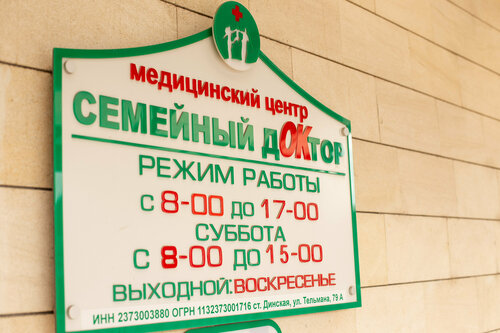 МЕДИЦИНСКИЙ ЦЕНТР
СЕМЕЙНЫЙ ДОКТОР
РЕЖИМ РАБОТЫ
С 8-00 ДО 17-00
СУББОТА
С 8-00 ДО 15-00
ВЫХОДНОЙ: ВОСКРЕСЕНЬЕ
ИНН 2373003880 ОГРН 1132373001716 ст. Динская, ул. Тельмана, 79 А